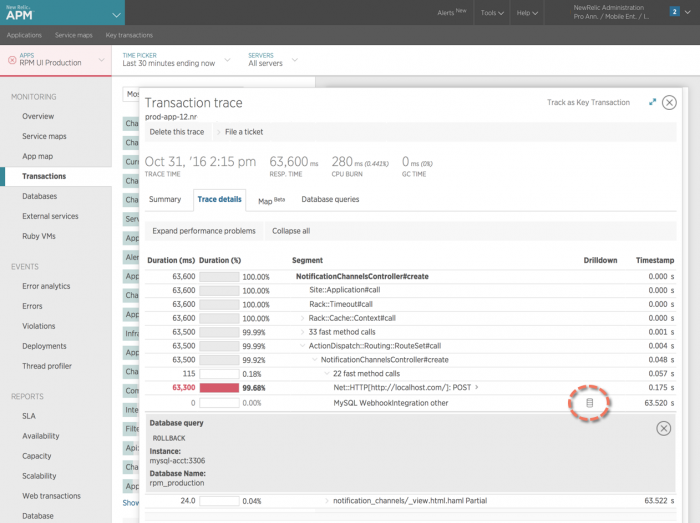 New Relic
APM
Alerts New
Tools
Help
NewRelic Administration
Pro Ann. / Mobile Ent. / I...
2
Applications Service maps Key transactions
APPS
RPM UI Production
TIME PICKER
Last 30 minutes ending now
SERVERS
All servers
MONITORING
Overview
Service maps
App map
Transactions
Databases
External services
Ruby VMs
EVENTS
Error analytics
Errors
Violations
Deployments
Thread profiler
REPORTS
SLA
Availability
Capacity
Scalability
Web transactions
Database
Mos
Cha
Cha
Curr
Cha
Cha
Serv
App
Aler
App
Cha
App
Infra
App
Cha
Com
Inte
Filte
Api:
Cha
App
Show
Transaction trace
prod-app-12.nr
Track as Key Transaction
Delete this trace File a ticket
Oct 31, '16 2:15 pm 63,600 ms 280 ms (0.441%) 0 ms (0%)
TRACE TIME RESP. TIME CPU BURN GC TIME
Summary Trace details Map Beta Database queries
Expand performance problems Collapse all
Duration (ms) Duration (%) Segment Drilldown Timestamp
63,600 100.00% NotificationChannelsController#create 0.000 s
63,600 100.00% Site::Application#call 0.000 s
63,600 100.00% Rack::Timeout#call 0.000 s
63,600 100.00% Rack::Cache::Context#call 0.000 s
63,500 99.99% 33 fast method calls 0.001 s
63,500 99.99% ActionDispatch::Routing::RouteSet#call 0.004 s
63,500 99.92% NotificationChannelsController#create 0.048 s
115 0.18% 22 fast method calls 0.057 s
63,300 99.68% Net::HTTP[http://localhost.com/]: POST 0.175 s
0 0.00% MySQL WebhookIntegration other 63.520 s
Database query
ROLLBACK
Instance:
mysql-acct:3306
Database Name:
rpm_production
24.0 0.04% notification_channels/_view.html.haml Partial 63.522 s